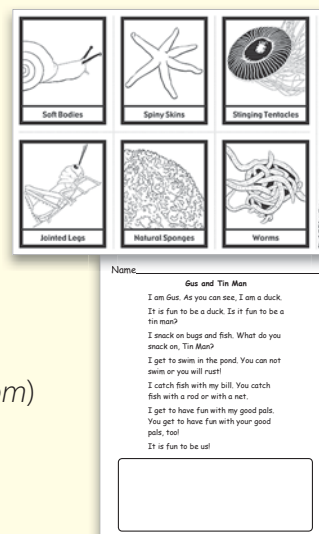 Soft Bodies
Spiny Skins
Stinging Tentacles
Jointed Legs
Natural Sponges
Worms
Name
Gus and Tin Man
I am Gus. As you can see, I am a duck.
It is fun to be a duck. Is it fun to be a
tin man?
I snack on bugs and fish. What do you
snack on, Tin Man?
I get to swim in the pond. You can not
swim or you will rust!
I catch fish with my bill. You catch
fish with a rod or with a net.
I get to have fun with my good pals.
You get to have fun with your good
pals, too!
It is fun to be us!
om)